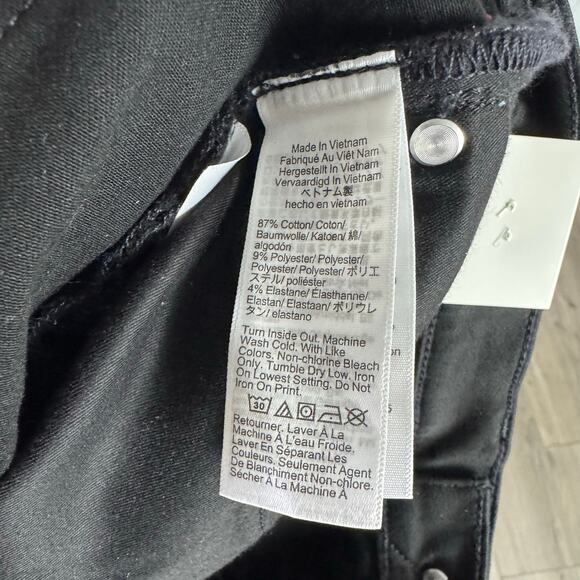 Made In Vietnam
Fabriqué Au Viêt Nam
Hergestellt In Vietnam
Vervaardigd In Vietnam
ベトナム製
hecho en vietnam
87% Cotton/ Coton/
Baumwolle/ Katoen/ 綿/
algodón
9% Polyester/ Polyester/
Polyester/ Polyester/ ポリエ
ステル/ poliéster
4% Elastane/ Élasthanne/
Elastan/ Elastaan/ ポリウレ
タン/ elastano
Turn Inside Out. Machine
Wash Cold. With Like
Colors. Non-chlorine Bleach
Only. Tumble Dry Low. Iron
On Lowest Setting. Do Not
Iron On Print.
30
Retourner. Laver À La
Machine À L'eau Froide,
Laver En Séparant Les
Couleurs. Seulement Agent
De Blanchiment Non-chlore.
Sécher À La Machine À